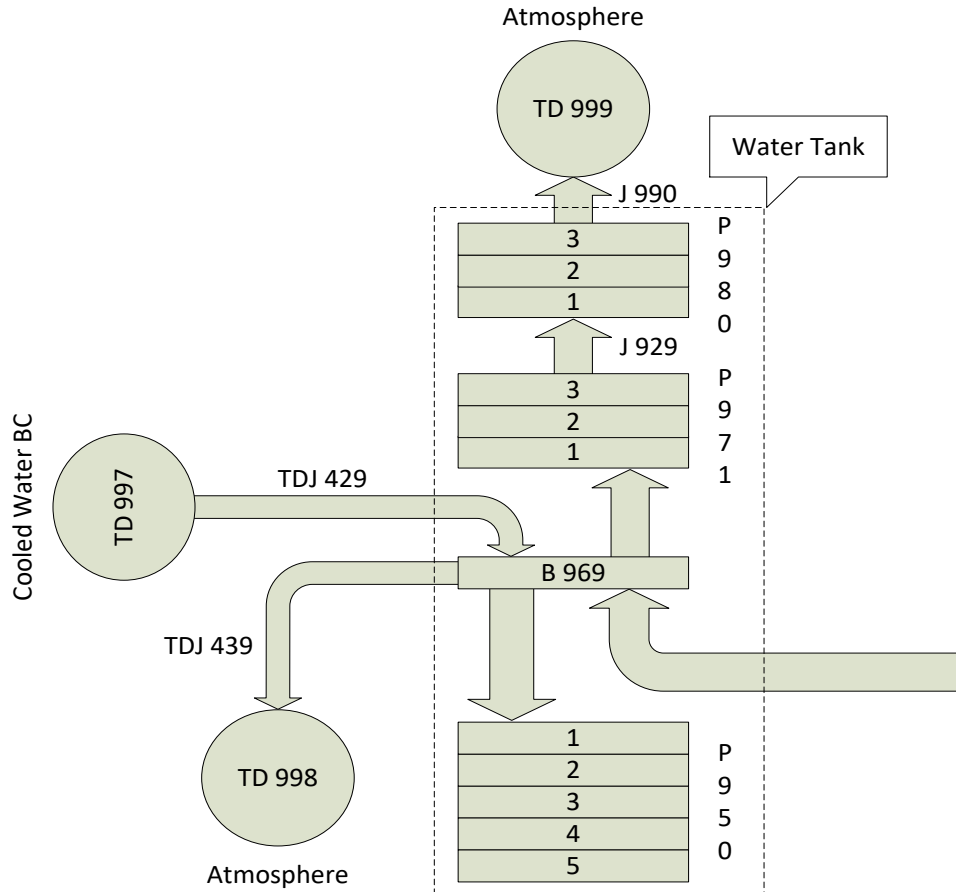 Atmosphere
TD 999
Water Tank
J 990
3
2
1
P
9
8
0
J 929
3
2
1
P
9
7
1
Cooled Water BC
TD 997
TDJ 429
B 969
TDJ 439
TD 998
Atmosphere
1
2
3
4
5
P
9
5
0